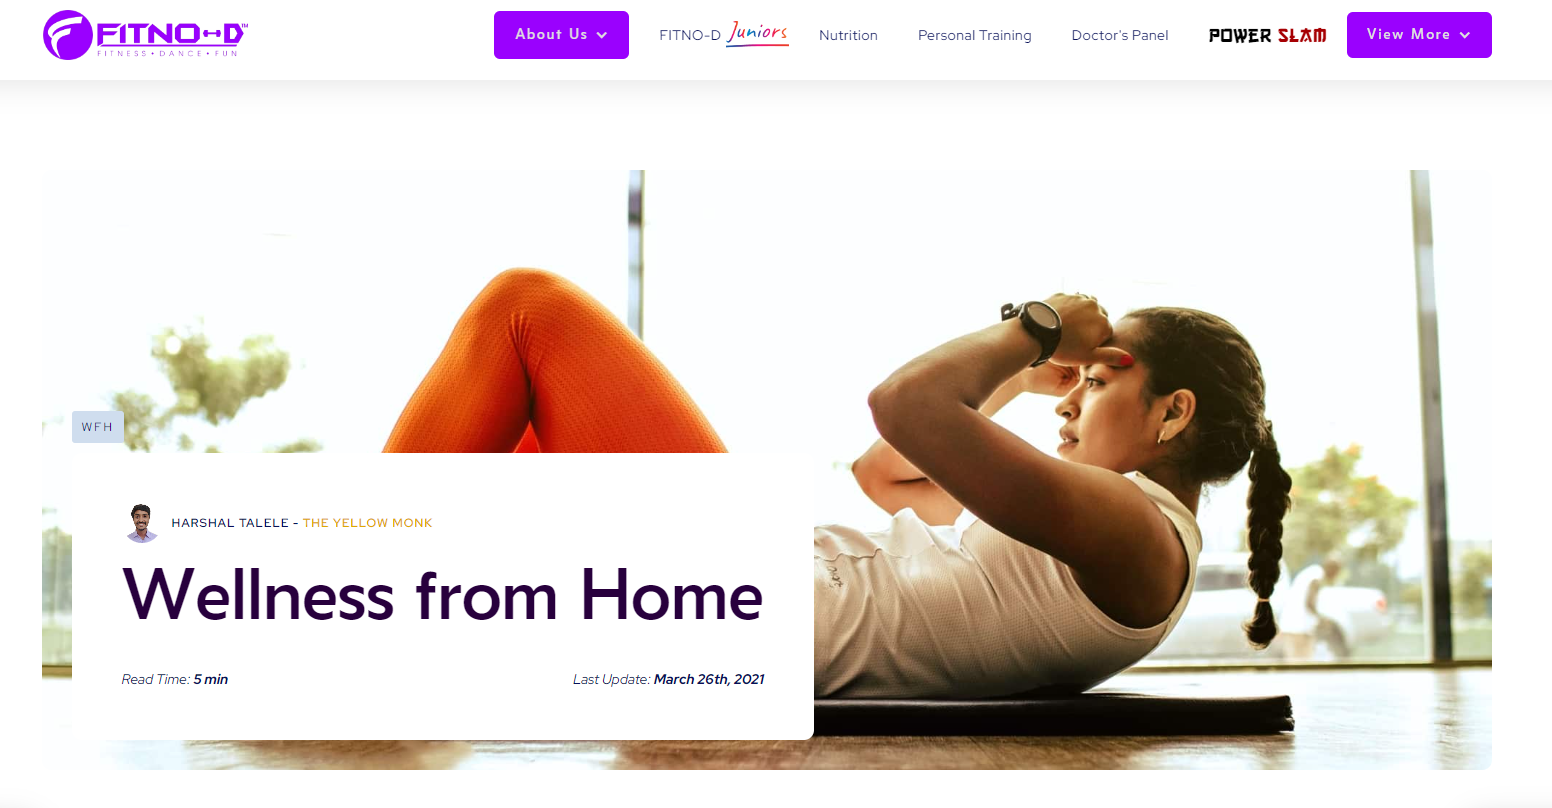 FITNO-D™
FITNESS • DANCE • FUN
About Us
FITNO-D Juniors
Nutrition
Personal Training
Doctor's Panel
POWER SLAM
View More
WFH
HARSHAL TALELE - THE YELLOW MONK
Wellness from Home
Read Time: 5 min
Last Update: March 26th, 2021